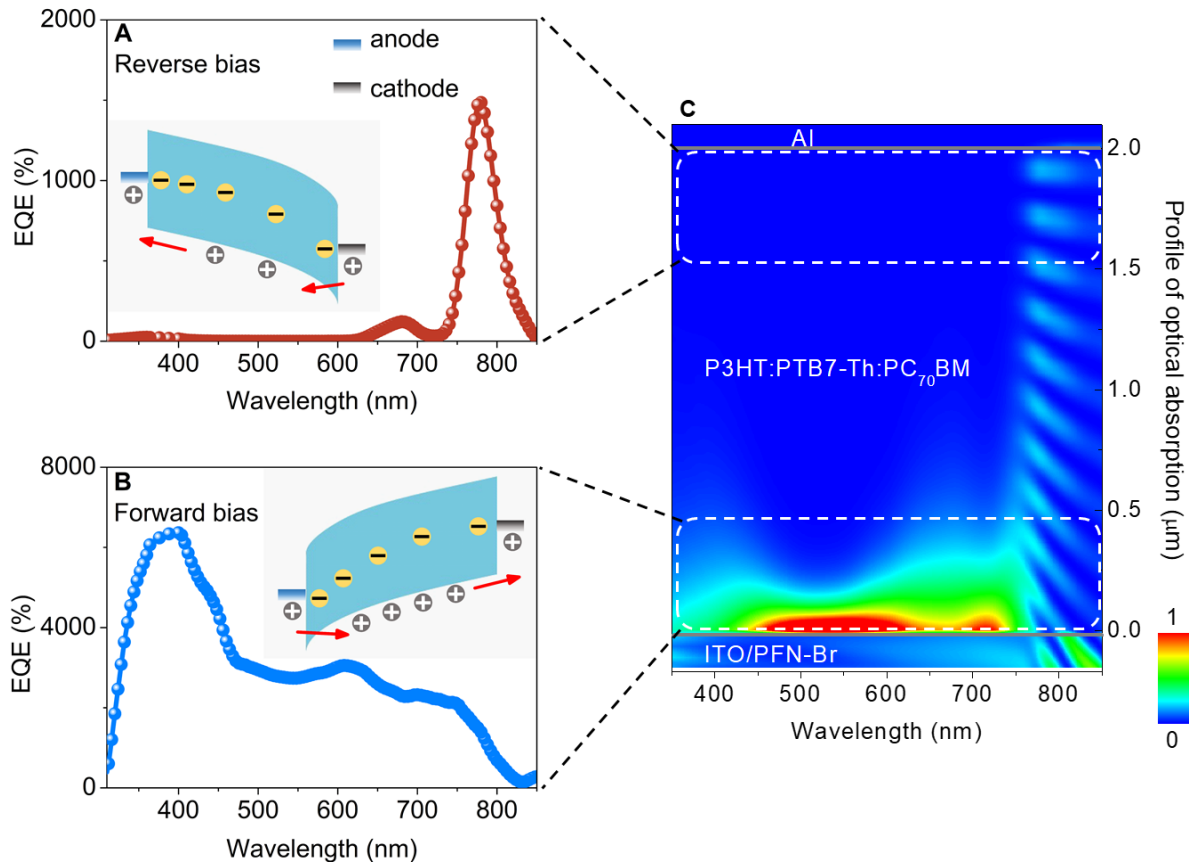 A
Reverse bias
anode
cathode
2000
1000
0
EQE (%)
400
500
600
700
800
Wavelength (nm)
B
Forward bias
8000
4000
0
EQE (%)
400
500
600
700
800
Wavelength (nm)
C
Al
P3HT:PTB7-Th:PC₇₀BM
ITO/PFN-Br
2.0
1.5
1.0
0.5
0.0
Profile of optical absorption (μm)
400
500
600
700
800
Wavelength (nm)
1
0